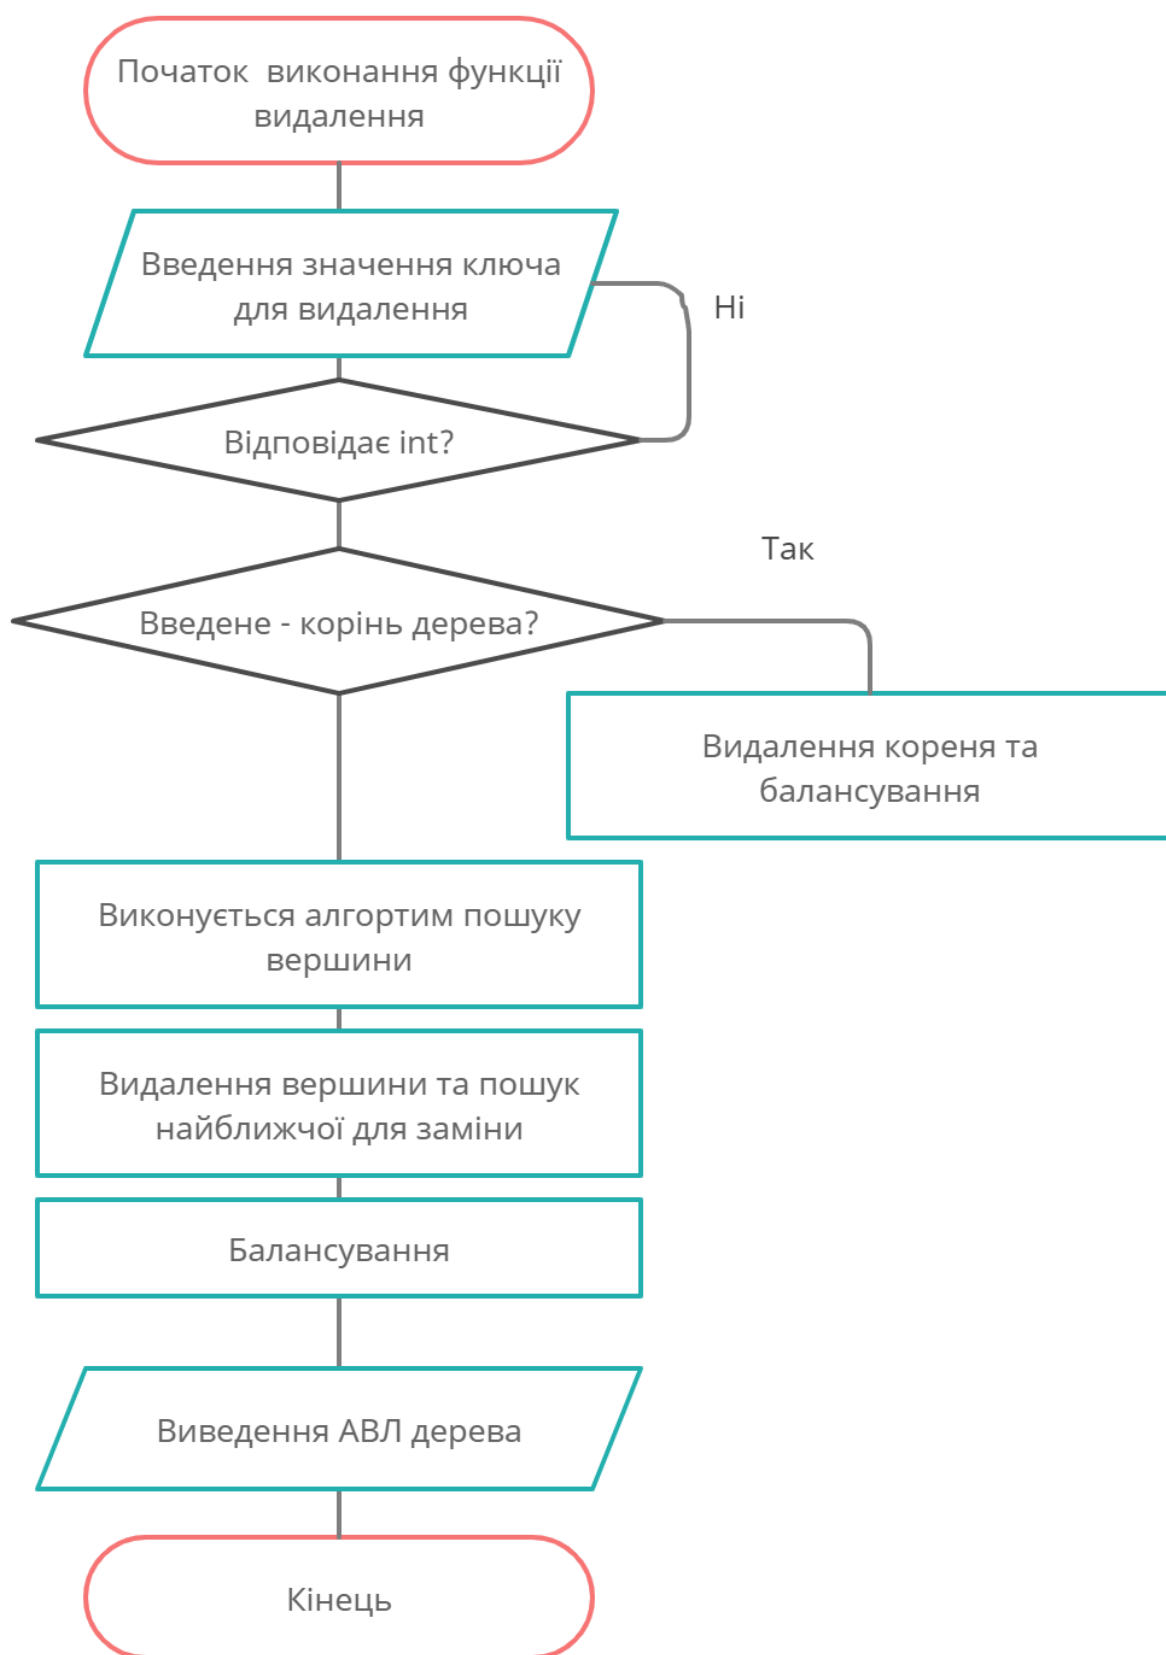 Початок виконання функції
видалення
Введення значення ключа
для видалення
Ні
Відповідає int?
Так
Введене - корінь дерева?
Видалення кореня та
балансування
Виконується алгортим пошуку
вершини
Видалення вершини та пошук
найближчої для заміни
Балансування
Виведення АВЛ дерева
Кінець